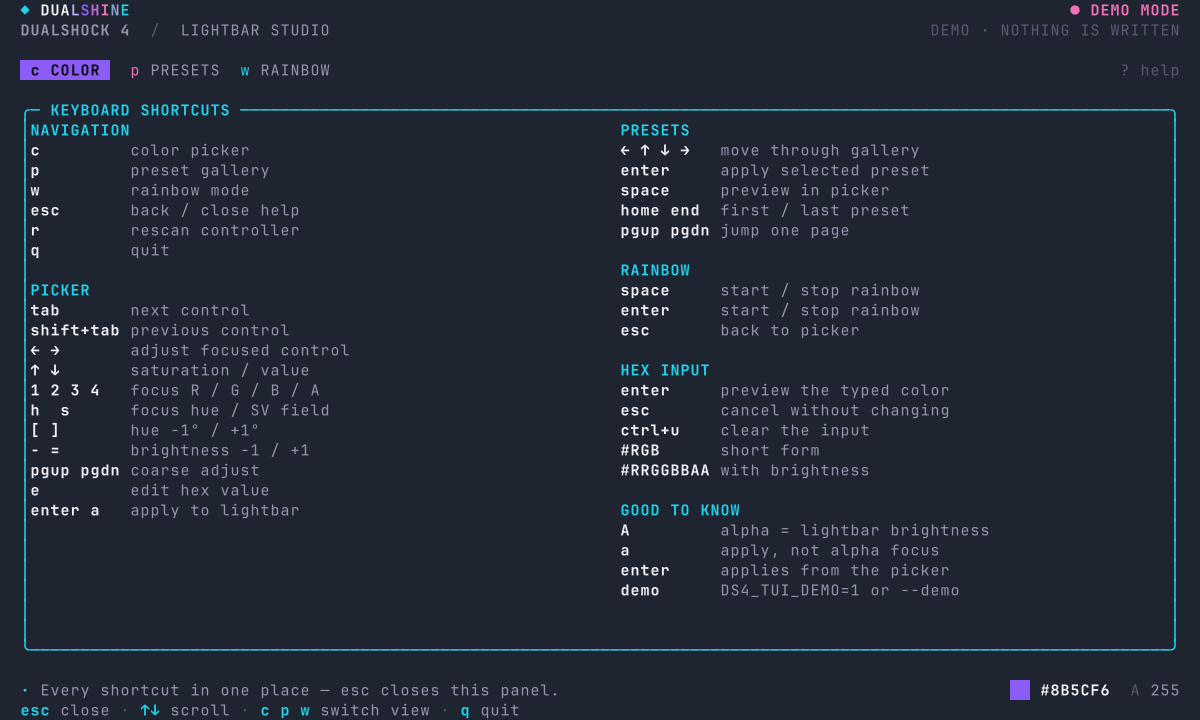 ◆ DUALSHINE
● DEMO MODE
DUALSHOCK 4 / LIGHTBAR STUDIO
DEMO · NOTHING IS WRITTEN
c COLOR p PRESETS w RAINBOW
? help
KEYBOARD SHORTCUTS
NAVIGATION
c color picker
p preset gallery
w rainbow mode
esc back / close help
r rescan controller
q quit
PICKER
tab next control
shift+tab previous control
← → adjust focused control
↑ ↓ saturation / value
1 2 3 4 focus R / G / B / A
h s focus hue / SV field
[ ] hue -1° / +1°
- = brightness -1 / +1
pgup pgdn coarse adjust
e edit hex value
enter a apply to lightbar
PRESETS
← ↑ ↓ → move through gallery
enter apply selected preset
space preview in picker
home end first / last preset
pgup pgdn jump one page
RAINBOW
space start / stop rainbow
enter start / stop rainbow
esc back to picker
HEX INPUT
enter preview the typed color
esc cancel without changing
ctrl+u clear the input
#RGB short form
#RRGGBBAA with brightness
GOOD TO KNOW
A alpha = lightbar brightness
a apply, not alpha focus
enter applies from the picker
demo DS4_TUI_DEMO=1 or --demo
· Every shortcut in one place — esc closes this panel.
#8B5CF6 A 255
esc close · ↑↓ scroll · c p w switch view · q quit